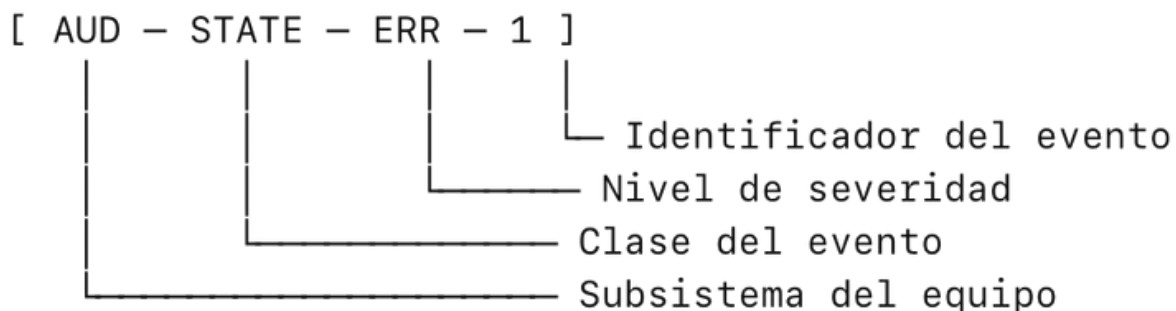 [ AUD – STATE – ERR – 1 ]
Identificador del evento
Nivel de severidad
Clase del evento
Subsistema del equipo